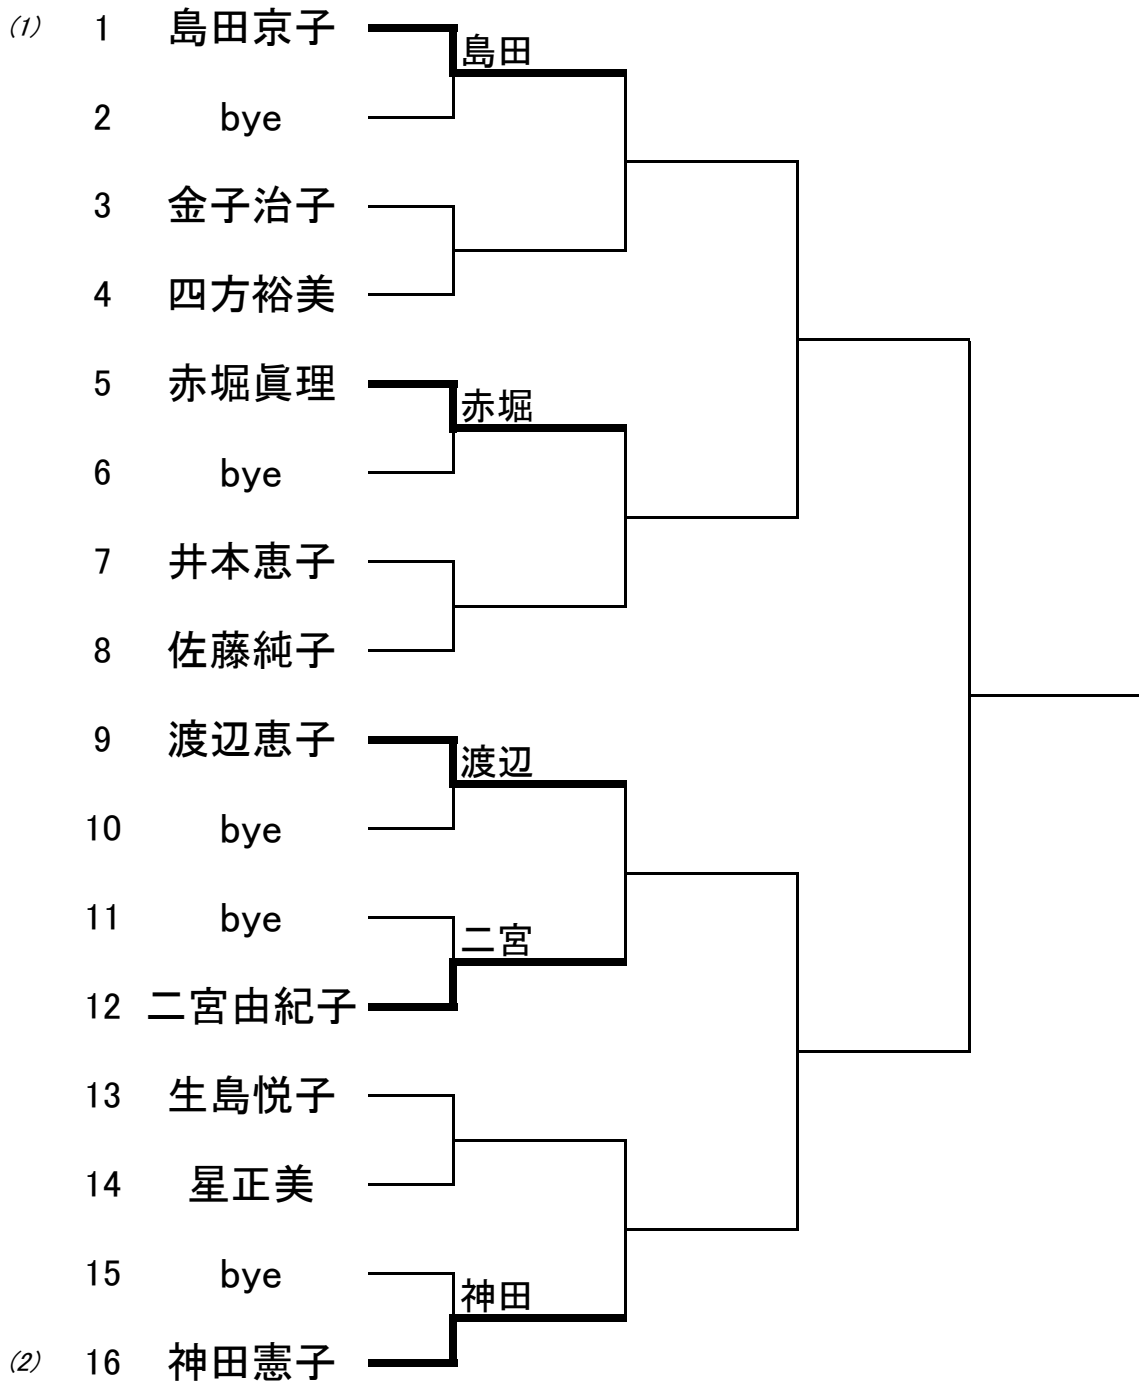 (1) 1 島田京子
島田
2 bye
3 金子治子
4 四方裕美
5 赤堀眞理
赤堀
6 bye
7 井本恵子
8 佐藤純子
9 渡辺恵子
渡辺
10 bye
11 bye
二宮
12 二宮由紀子
13 生島悦子
14 星正美
15 bye
神田
(2) 16 神田憲子